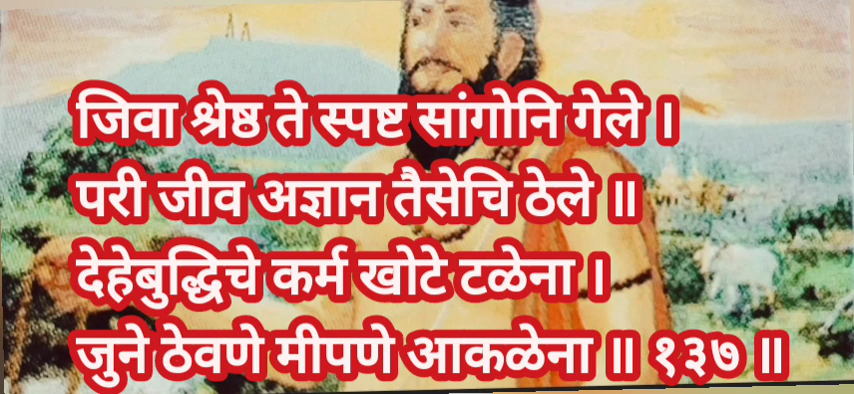 जिवा श्रेष्ठ ते स्पष्ट सांगोनि गेले ।
परी जीव अज्ञान तैसेचि ठेले ॥
देहेबुद्धिचे कर्म खोटे टळेना ।
जुने ठेवणे मीपणे आकळेना ॥ १३७ ॥